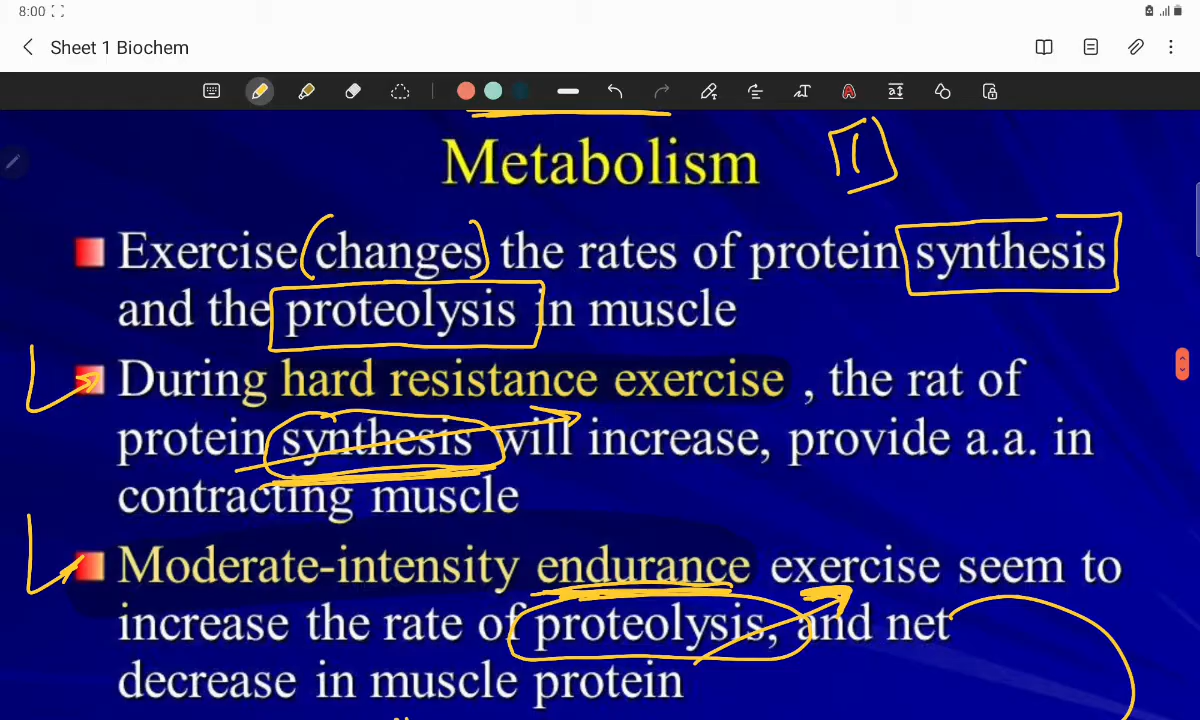 8:00
Sheet 1 Biochem
Metabolism
Exercise changes the rates of protein synthesis
and the proteolysis in muscle
During hard resistance exercise , the rat of
protein synthesis will increase, provide a.a. in
contracting muscle
Moderate-intensity endurance exercise seem to
increase the rate of proteolysis, and net
decrease in muscle protein